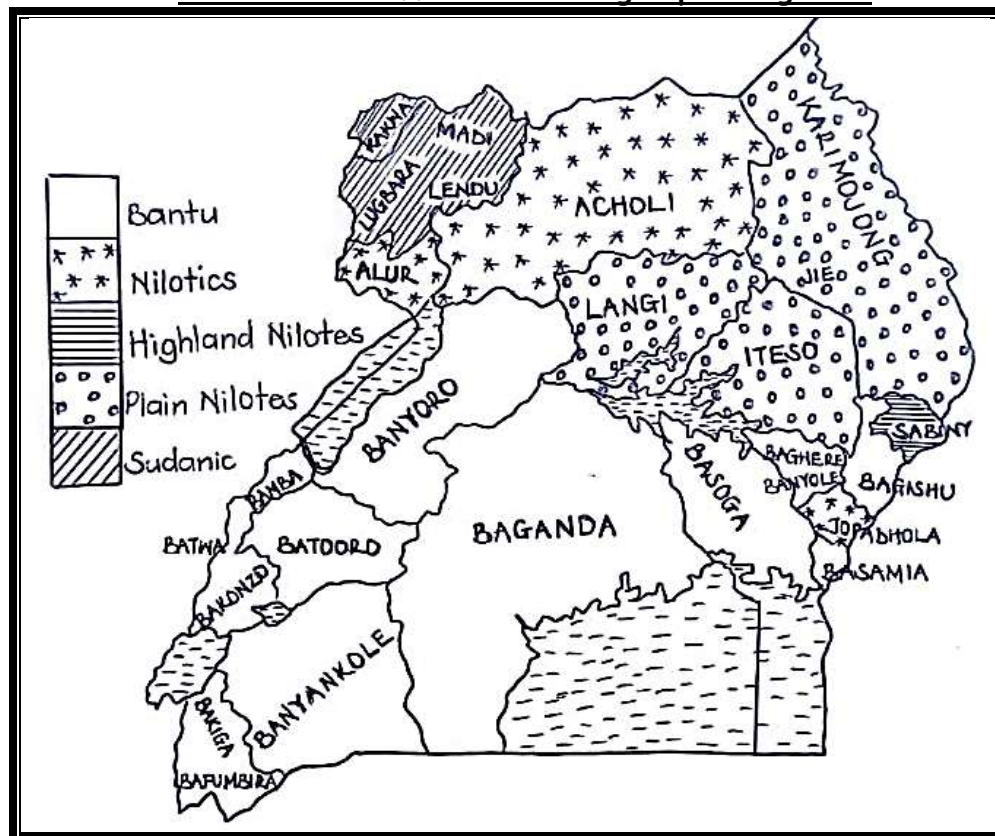 Bantu
Nilotics
Highland Nilotes
Plain Nilotes
Sudanic
KAKWA
MADI
LUGBARA
LENDU
ALUR
ACHOLI
KARIMOJONG
JIE
LANGI
ITESO
SABINY
BANYORO
BAGHERE
BANYOLE
BAGISHU
BASOGA
JOPADHOLA
BASAMIA
BAMBA
BATWA
BATOORO
BAGANDA
BAKONZO
BANYANKOLE
BAKIGA
BAFUMBIRA